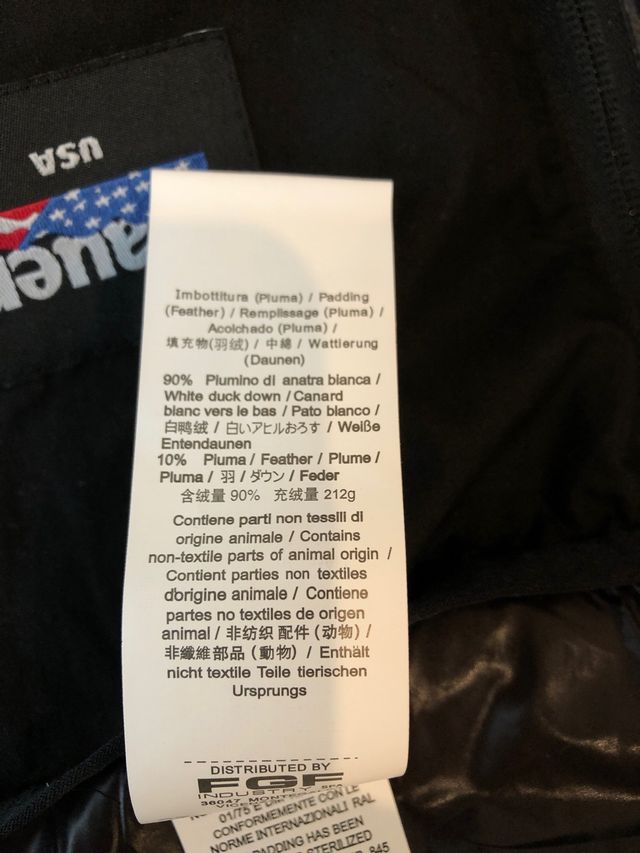 USA
Imbottitura (Piuma) / Padding
(Feather) / Remplissage (Pluma) /
Acolchado (Pluma) /
填充物(羽绒) / 中綿 / Wattierung
(Daunen)
90% Piumino di anatra bianca /
White duck down / Canard
blanc vers le bas / Pato blanco /
白鸭绒 / 白いアヒルおろす / Weiße
Entendaunen
10% Piuma / Feather / Plume /
Pluma / 羽 / ダウン / Feder
含绒量 90% 充绒量 212g
Contiene parti non tessili di
origine animale / Contains
non-textile parts of animal origin /
Contient parties non textiles
d'origine animale / Contiene
partes no textiles de origen
animal / 非纺织 配件 (动物) /
非繊維部品 (動物) / Enthält
nicht textile Teile tierischen
Ursprungs
DISTRIBUTED BY
FGF
INDUSTRY
36047
CONFORMEMENTE CON LE
NORME INTERNAZIONALI RAL
PADDING HAS BEEN
STERILIZED
845